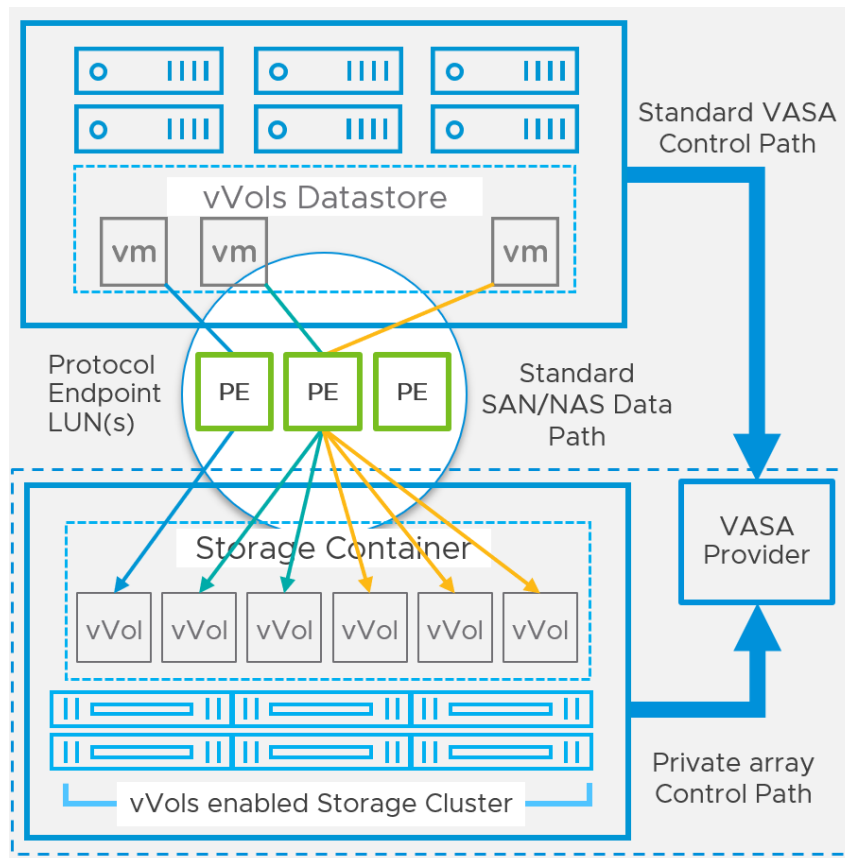 Standard VASA
Control Path
vVols Datastore
vm
vm
vm
Protocol
Endpoint
LUN(s)
PE
PE
PE
Standard
SAN/NAS Data
Path
VASA
Provider
Storage Container
vVol
vVol
vVol
vVol
vVol
vVol
Private array
Control Path
vVols enabled Storage Cluster